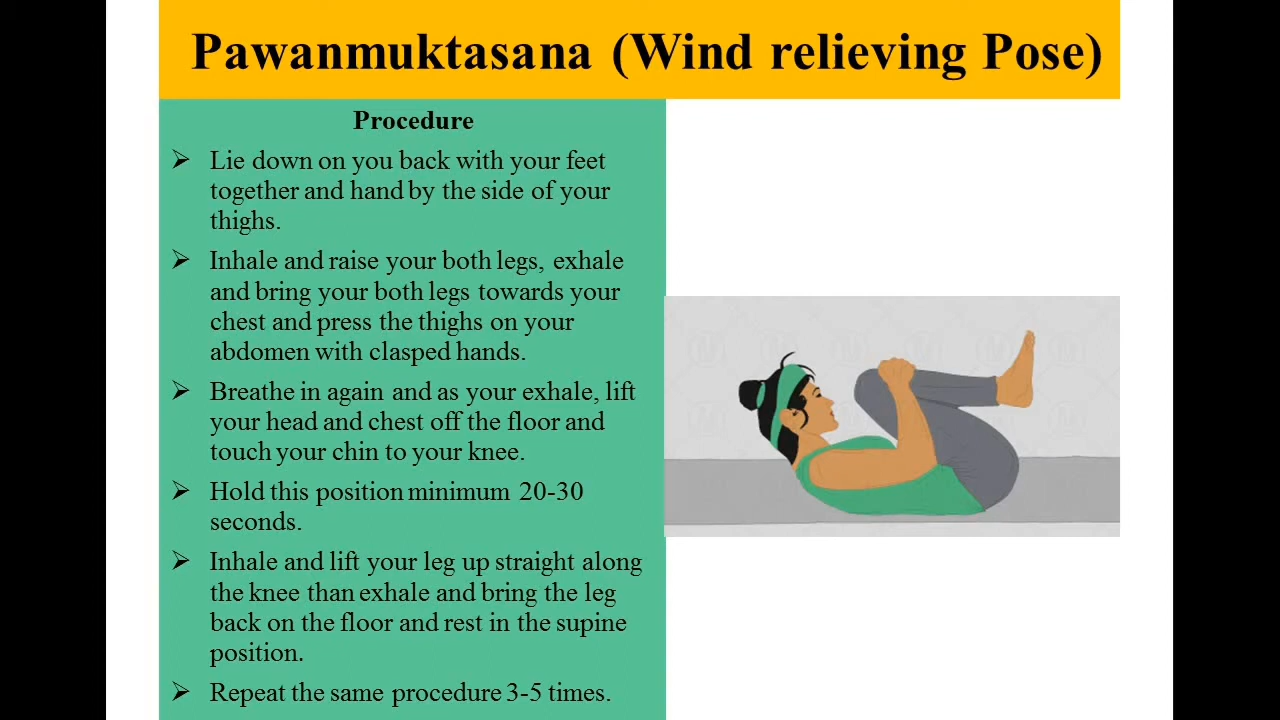 Pawanmuktasana (Wind relieving Pose)
Procedure
➢ Lie down on you back with your feet
together and hand by the side of your
thighs.
➢ Inhale and raise your both legs, exhale
and bring your both legs towards your
chest and press the thighs on your
abdomen with clasped hands.
➢ Breathe in again and as your exhale, lift
your head and chest off the floor and
touch your chin to your knee.
➢ Hold this position minimum 20-30
seconds.
➢ Inhale and lift your leg up straight along
the knee than exhale and bring the leg
back on the floor and rest in the supine
position.
➢ Repeat the same procedure 3-5 times.